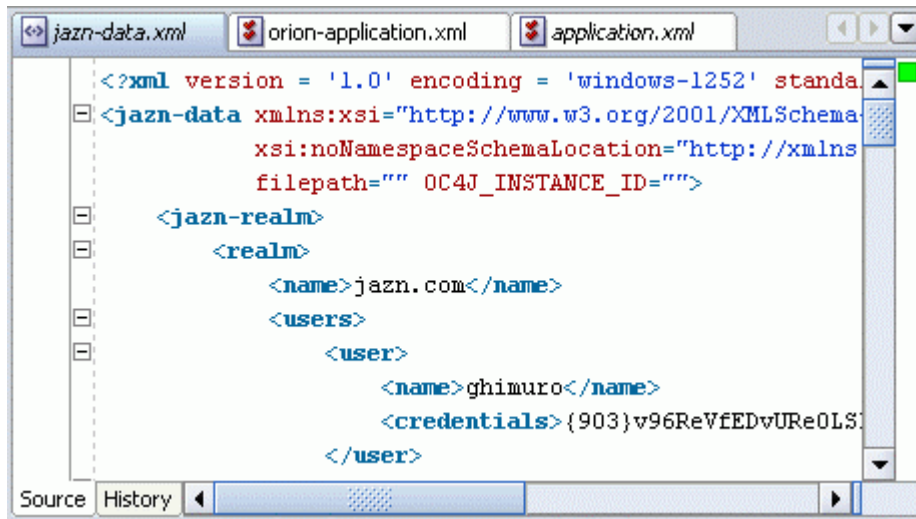 jazn-data.xml orion-application.xml application.xml
<?xml version = '1.0' encoding = 'windows-1252' standa
<jazn-data xmlns:xsi="http://www.w3.org/2001/XMLSchema-
xsi:noNamespaceSchemaLocation="http://xmlns
filepath="" OC4J_INSTANCE_ID="">
<jazn-realm>
<realm>
<name>jazn.com</name>
<users>
<user>
<name>ghimuro</name>
<credentials>{903}v96ReVfEDvUReOLS
</user>
Source History